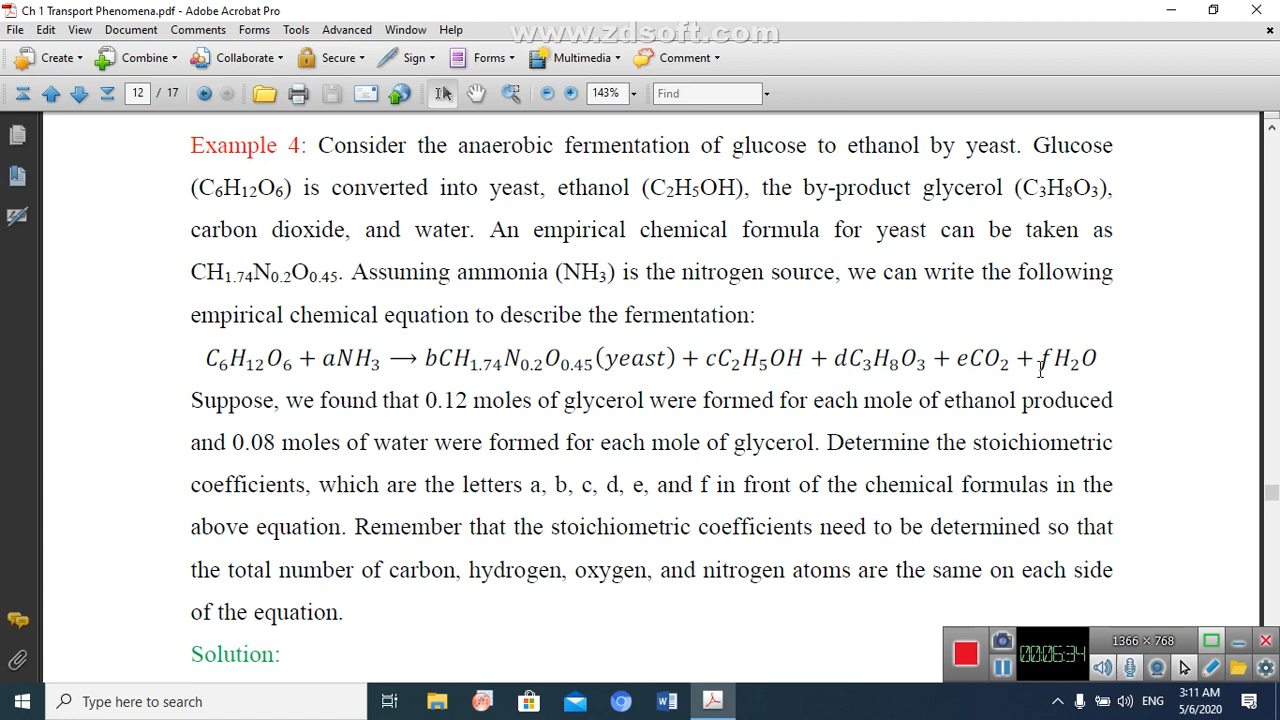 Ch 1 Transport Phenomena.pdf - Adobe Acrobat Pro
www.zdsoft.com
File Edit View Document Comments Forms Tools Advanced Window Help
Create Combine Collaborate Secure Sign Forms Multimedia Comment
12 / 17 143% Find
Example 4: Consider the anaerobic fermentation of glucose to ethanol by yeast. Glucose
(C₆H₁₂O₆) is converted into yeast, ethanol (C₂H₅OH), the by-product glycerol (C₃H₈O₃),
carbon dioxide, and water. An empirical chemical formula for yeast can be taken as
CH₁.₇₄N₀.₂O₀.₄₅. Assuming ammonia (NH₃) is the nitrogen source, we can write the following
empirical chemical equation to describe the fermentation:
C₆H₁₂O₆ + aNH₃ ⟶ bCH₁.₇₄N₀.₂O₀.₄₅(yeast) + cC₂H₅OH + dC₃H₈O₃ + eCO₂ + fH₂O
Suppose, we found that 0.12 moles of glycerol were formed for each mole of ethanol produced
and 0.08 moles of water were formed for each mole of glycerol. Determine the stoichiometric
coefficients, which are the letters a, b, c, d, e, and f in front of the chemical formulas in the
above equation. Remember that the stoichiometric coefficients need to be determined so that
the total number of carbon, hydrogen, oxygen, and nitrogen atoms are the same on each side
of the equation.
Solution:
00:06:34 1366 × 768
Type here to search
ENG
3:11 AM
5/6/2020